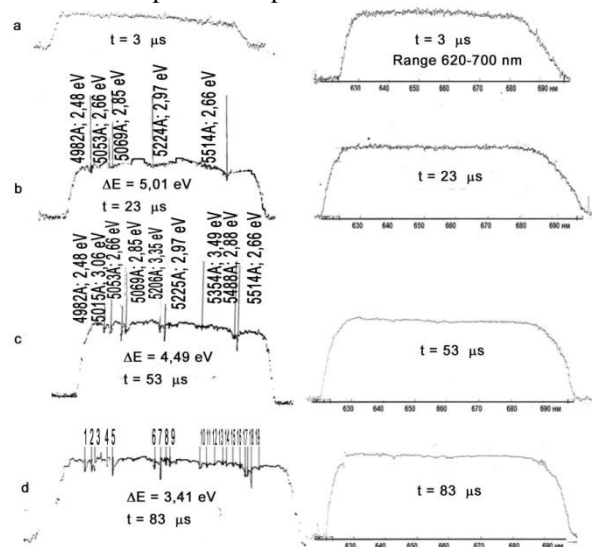 a
t = 3 μs
t = 3 μs
Range 620-700 nm
630 640 650 660 670 680 690 нм
4982A; 2,48 eV
5053A; 2,66 eV
5069A; 2,85 eV
5224A; 2,97 eV
5514A; 2,66 eV
b
ΔE = 5,01 eV
t = 23 μs
t = 23 μs
630 640 650 660 670 680 690 нм
4982A; 2,48 eV
5015A; 3,06 eV
5053A; 2,66 eV
5069A; 2,85 eV
5206A; 3,35 eV
5225A; 2,97 eV
5354A; 3,49 eV
5488A; 2,88 eV
5514A; 2,66 eV
c
ΔE = 4,49 eV
t = 53 μs
t = 53 μs
630 640 650 660 670 680 690 нм
1 2 3 4 5 6 7 8 9 10 11 12 13 14 15 16 17 18 19
d
ΔE = 3,41 eV
t = 83 μs
t = 83 μs
630 640 650 660 670 680 690 нм